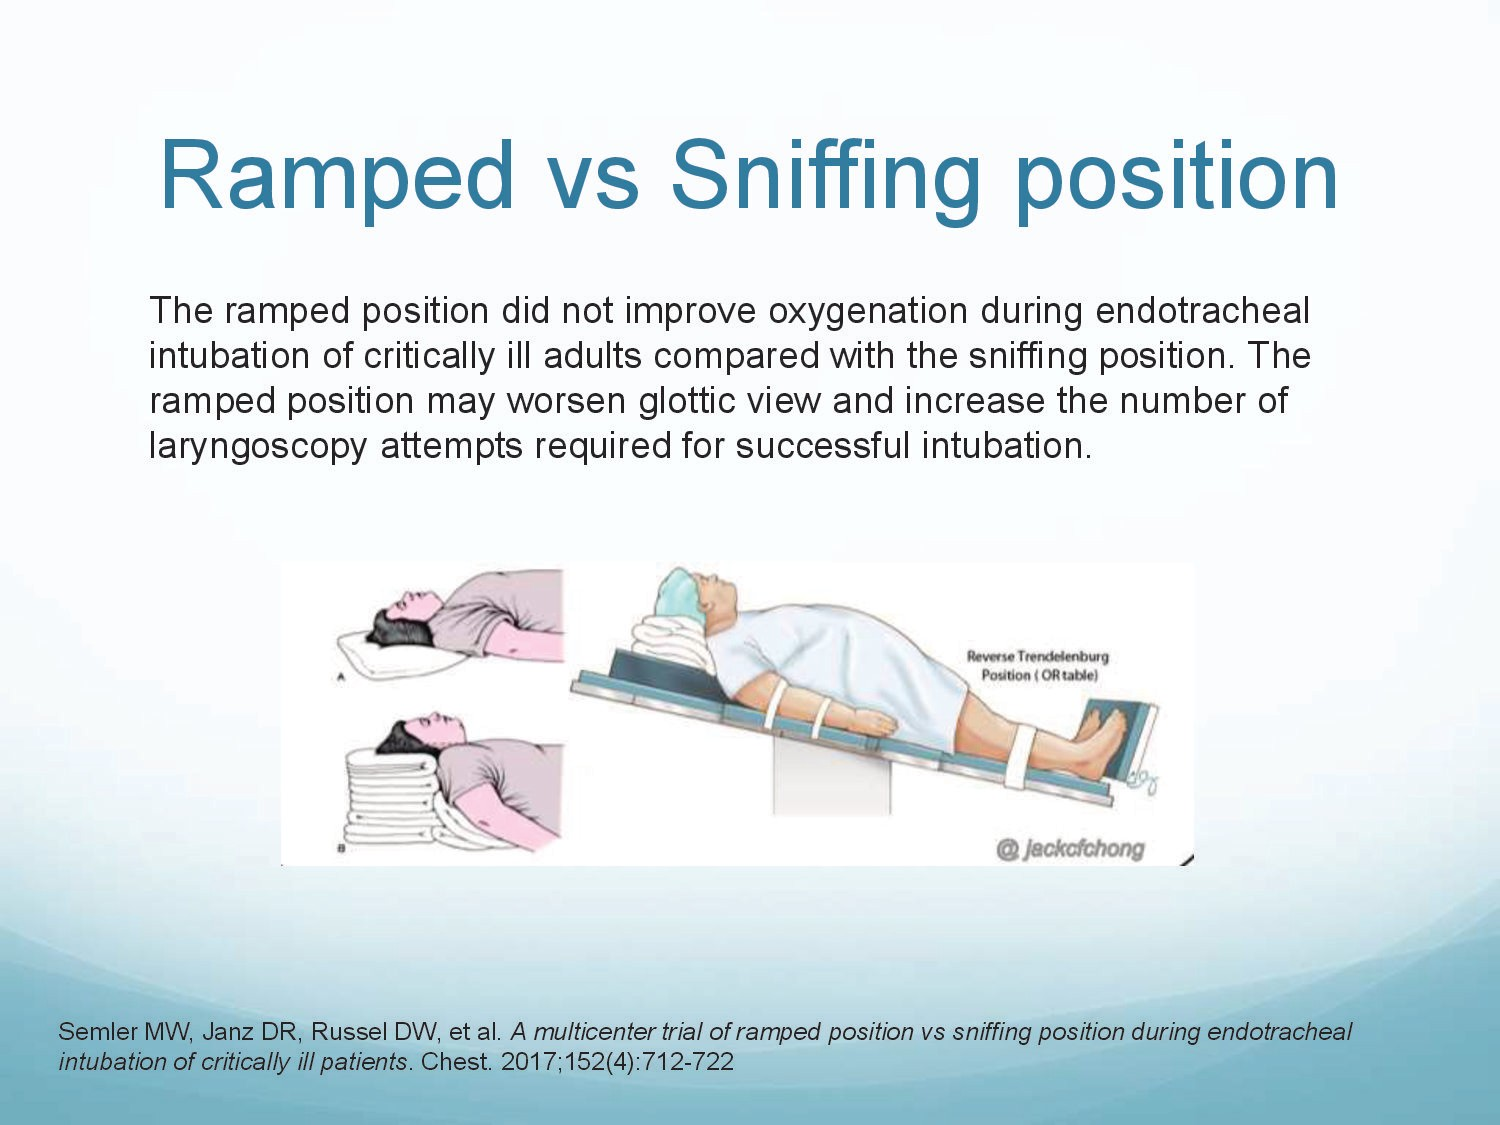 Ramped vs Sniffing position
The ramped position did not improve oxygenation during endotracheal
intubation of critically ill adults compared with the sniffing position. The
ramped position may worsen glottic view and increase the number of
laryngoscopy attempts required for successful intubation.
A
B
Reverse Trendelenburg
Position ( OR table)
@ jackcfchong
Semler MW, Janz DR, Russel DW, et al. A multicenter trial of ramped position vs sniffing position during endotracheal
intubation of critically ill patients. Chest. 2017;152(4):712-722